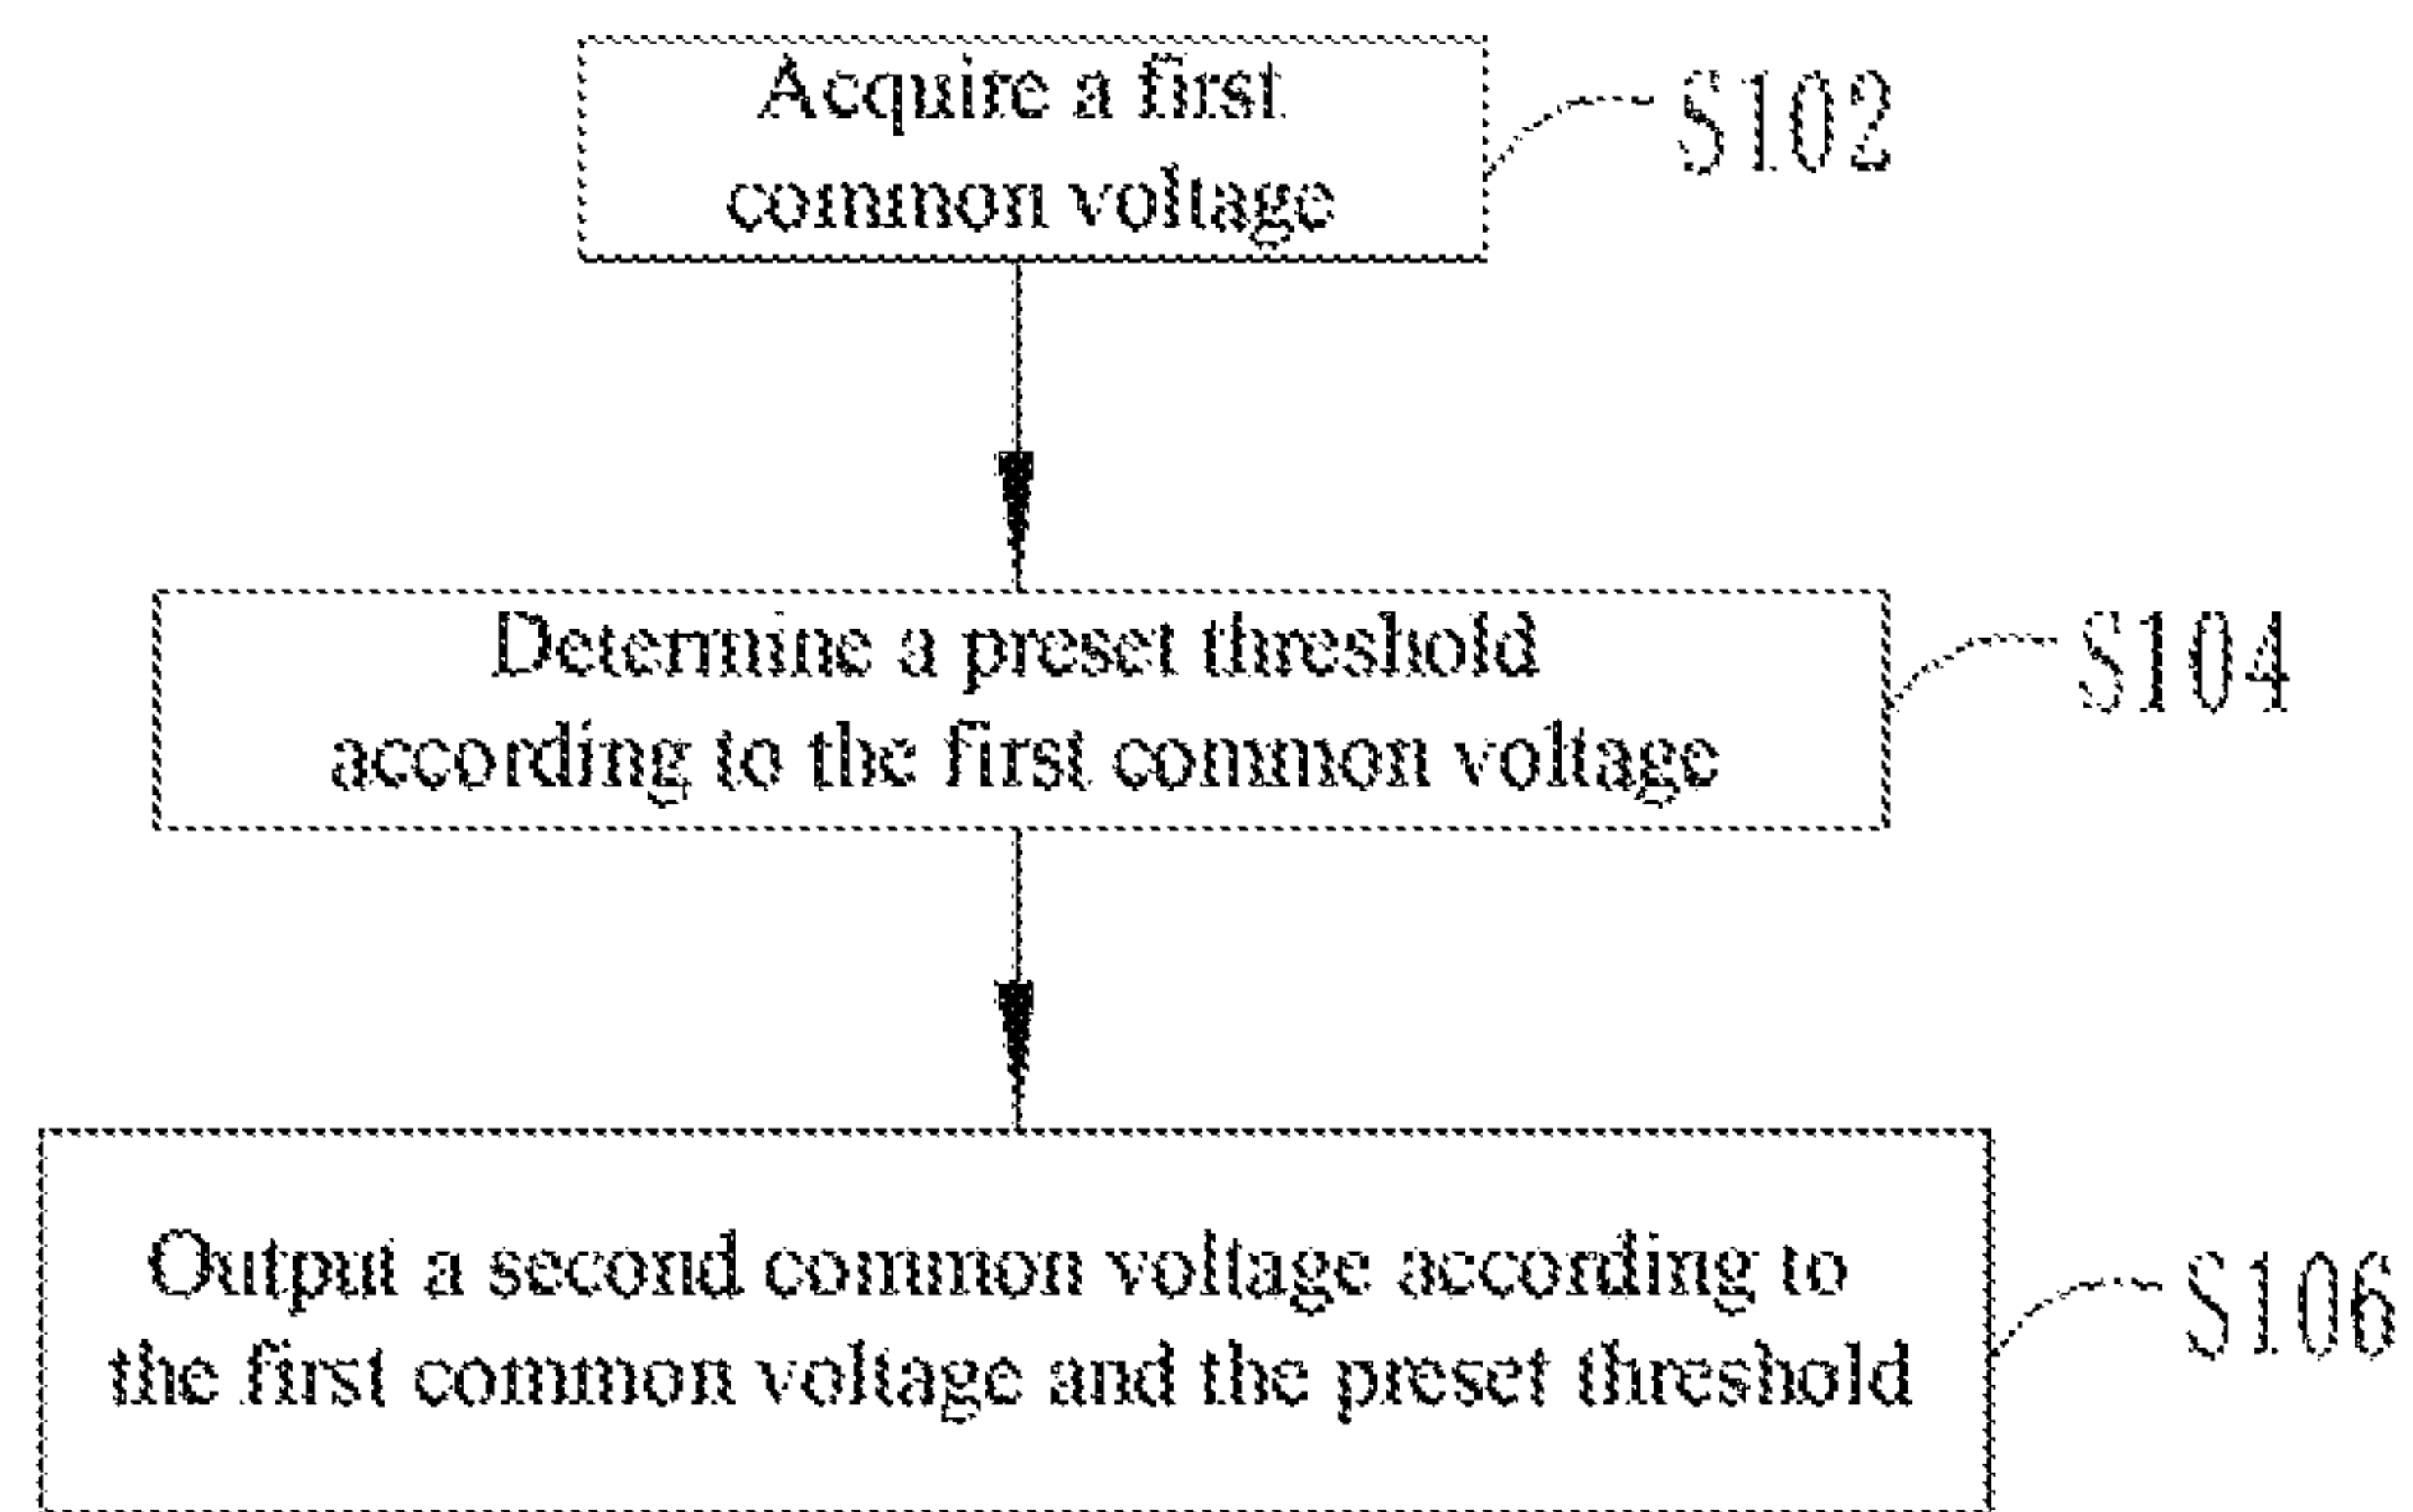 Acquire a first
common voltage
S102
Determine a preset threshold
according to the first common voltage
S104
Output a second common voltage according to
the first common voltage and the preset threshold
S106